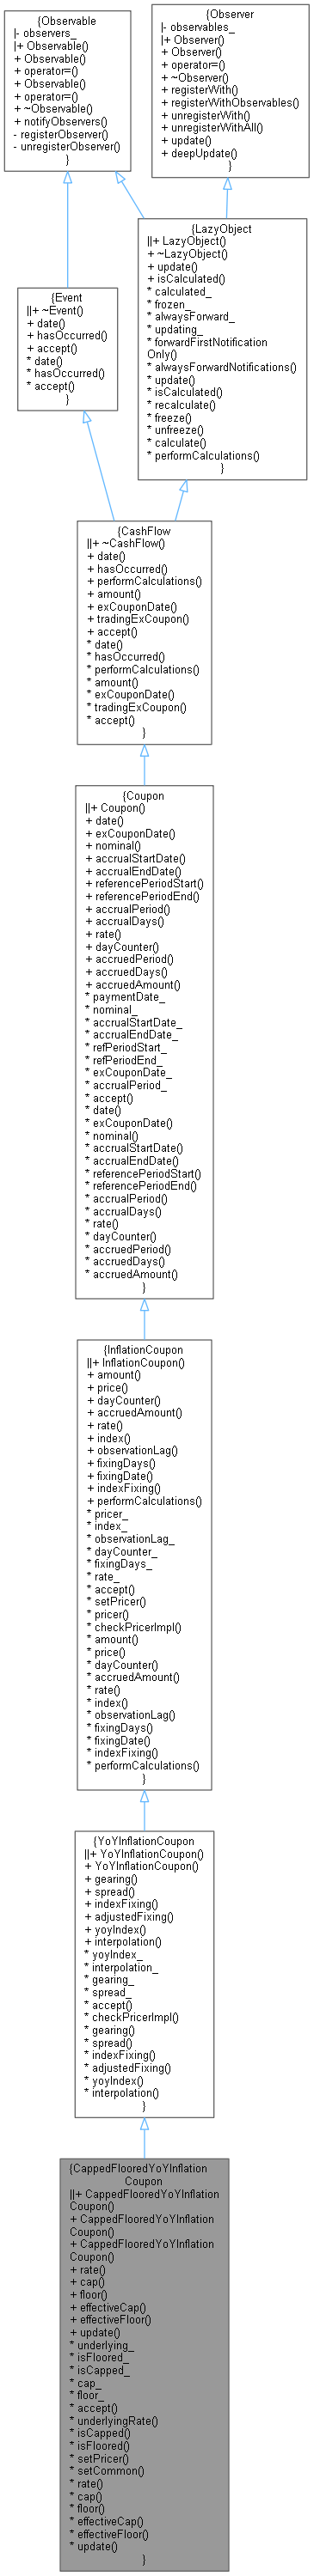 {Observable
|- observers_
|+ Observable()
+ Observable()
+ operator=()
+ Observable()
+ operator=()
+ ~Observable()
+ notifyObservers()
- registerObserver()
- unregisterObserver()
}
{Observer
|- observables_
|+ Observer()
+ Observer()
+ operator=()
+ ~Observer()
+ registerWith()
+ registerWithObservables()
+ unregisterWith()
+ unregisterWithAll()
+ update()
+ deepUpdate()
}
{LazyObject
||+ LazyObject()
+ ~LazyObject()
+ update()
+ isCalculated()
* calculated_
* frozen_
* alwaysForward_
* updating_
* forwardFirstNotification
Only()
* alwaysForwardNotifications()
* update()
* isCalculated()
* recalculate()
* freeze()
* unfreeze()
* calculate()
* performCalculations()
}
{Event
||+ ~Event()
+ date()
+ hasOccurred()
+ accept()
* date()
* hasOccurred()
* accept()
}
{CashFlow
||+ ~CashFlow()
+ date()
+ hasOccurred()
+ performCalculations()
+ amount()
+ exCouponDate()
+ tradingExCoupon()
+ accept()
* date()
* hasOccurred()
* performCalculations()
* amount()
* exCouponDate()
* tradingExCoupon()
* accept()
}
{Coupon
||+ Coupon()
+ date()
+ exCouponDate()
+ nominal()
+ accrualStartDate()
+ accrualEndDate()
+ referencePeriodStart()
+ referencePeriodEnd()
+ accrualPeriod()
+ accrualDays()
+ rate()
+ dayCounter()
+ accruedPeriod()
+ accruedDays()
+ accruedAmount()
* paymentDate_
* nominal_
* accrualStartDate_
* accrualEndDate_
* refPeriodStart_
* refPeriodEnd_
* exCouponDate_
* accrualPeriod_
* accept()
* date()
* exCouponDate()
* nominal()
* accrualStartDate()
* accrualEndDate()
* referencePeriodStart()
* referencePeriodEnd()
* accrualPeriod()
* accrualDays()
* rate()
* dayCounter()
* accruedPeriod()
* accruedDays()
* accruedAmount()
}
{InflationCoupon
||+ InflationCoupon()
+ amount()
+ price()
+ dayCounter()
+ accruedAmount()
+ rate()
+ index()
+ observationLag()
+ fixingDays()
+ fixingDate()
+ indexFixing()
+ performCalculations()
* pricer_
* index_
* observationLag_
* dayCounter_
* fixingDays_
* rate_
* accept()
* setPricer()
* pricer()
* checkPricerImpl()
* amount()
* price()
* dayCounter()
* accruedAmount()
* rate()
* index()
* observationLag()
* fixingDays()
* fixingDate()
* indexFixing()
* performCalculations()
}
{YoYInflationCoupon
||+ YoYInflationCoupon()
+ YoYInflationCoupon()
+ gearing()
+ spread()
+ indexFixing()
+ adjustedFixing()
+ yoyIndex()
+ interpolation()
* yoyIndex_
* interpolation_
* gearing_
* spread_
* accept()
* checkPricerImpl()
* gearing()
* spread()
* indexFixing()
* adjustedFixing()
* yoyIndex()
* interpolation()
}
{CappedFlooredYoYInflation
Coupon
||+ CappedFlooredYoYInflation
Coupon()
+ CappedFlooredYoYInflation
Coupon()
+ CappedFlooredYoYInflation
Coupon()
+ rate()
+ cap()
+ floor()
+ effectiveCap()
+ effectiveFloor()
+ update()
* underlying_
* isFloored_
* isCapped_
* cap_
* floor_
* accept()
* underlyingRate()
* isCapped()
* isFloored()
* setPricer()
* setCommon()
* rate()
* cap()
* floor()
* effectiveCap()
* effectiveFloor()
* update()
}